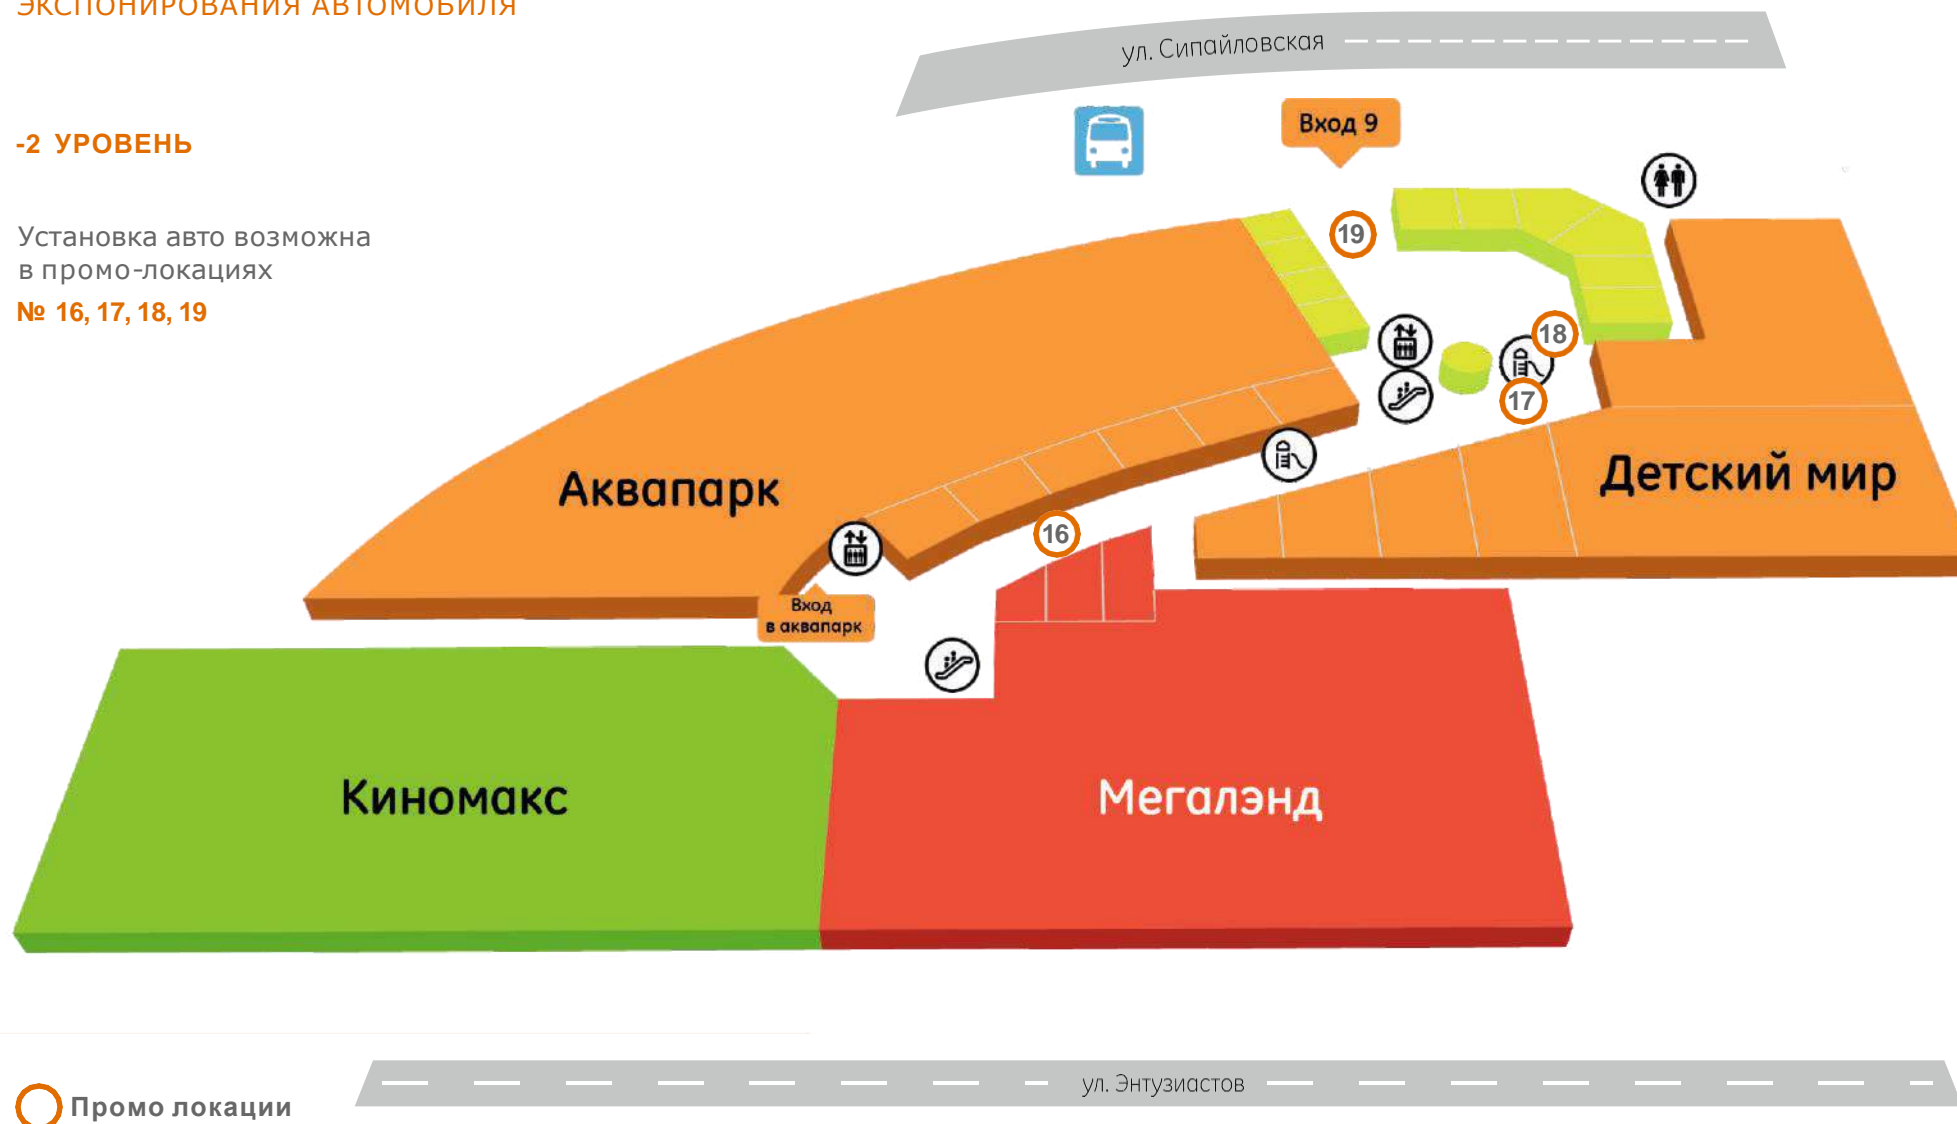 ЭКСПОНИРОВАНИЯ АВТОМОБИЛЯ
ул. Сипайловская
-2 УРОВЕНЬ
Вход 9
Установка авто возможна
в промо-локациях
№ 16, 17, 18, 19
19
18
17
Аквапарк
Детский мир
16
Вход
в аквапарк
Киномакс
Мегалэнд
ул. Энтузиастов
Промо локации